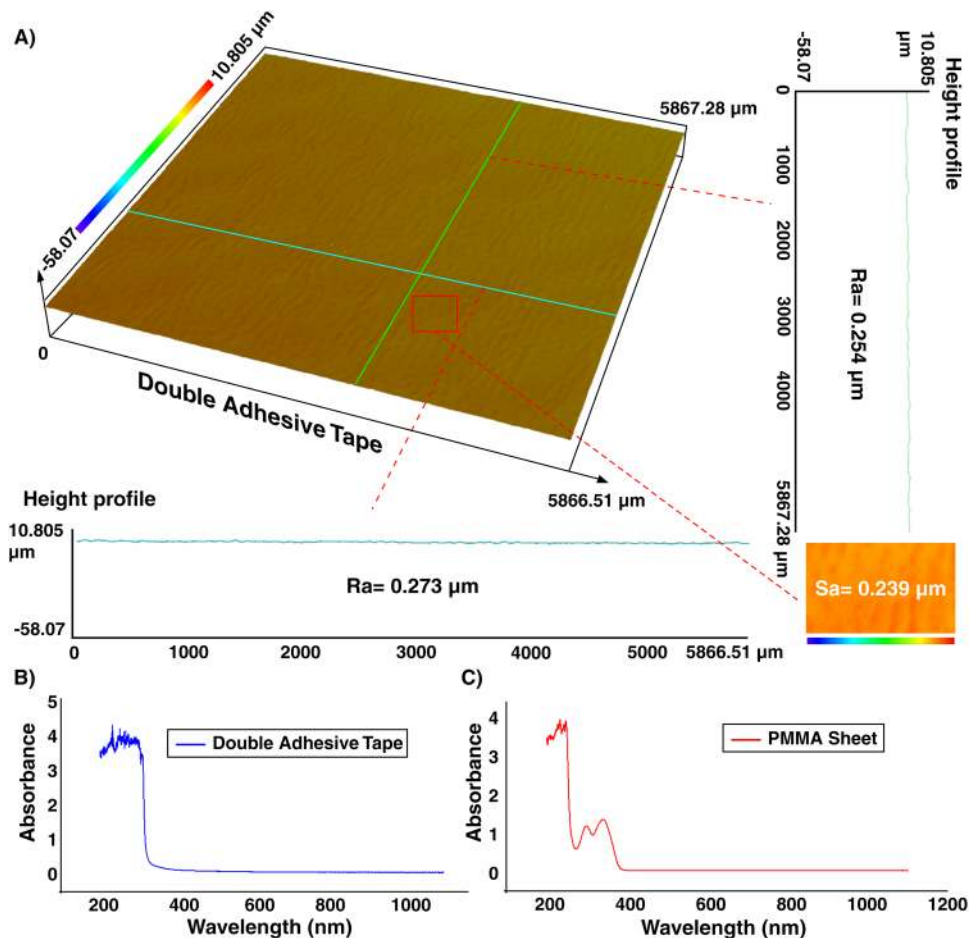 A)
10.805 µm
-58.07
0
5867.28 µm
5866.51 µm
Double Adhesive Tape
-58.07
10.805
µm
Height profile
0
1000
2000
3000
4000
5867.28 µm
Ra= 0.254 µm
Height profile
10.805
µm
-58.07
Ra= 0.273 µm
0
1000
2000
3000
4000
5000
5866.51 µm
Sa= 0.239 µm
B)
5
4
3
2
1
0
Absorbance
Double Adhesive Tape
200
400
600
800
1000
Wavelength (nm)
C)
4
3
2
1
0
Absorbance
PMMA Sheet
200
400
600
800
1000
1200
Wavelength (nm)